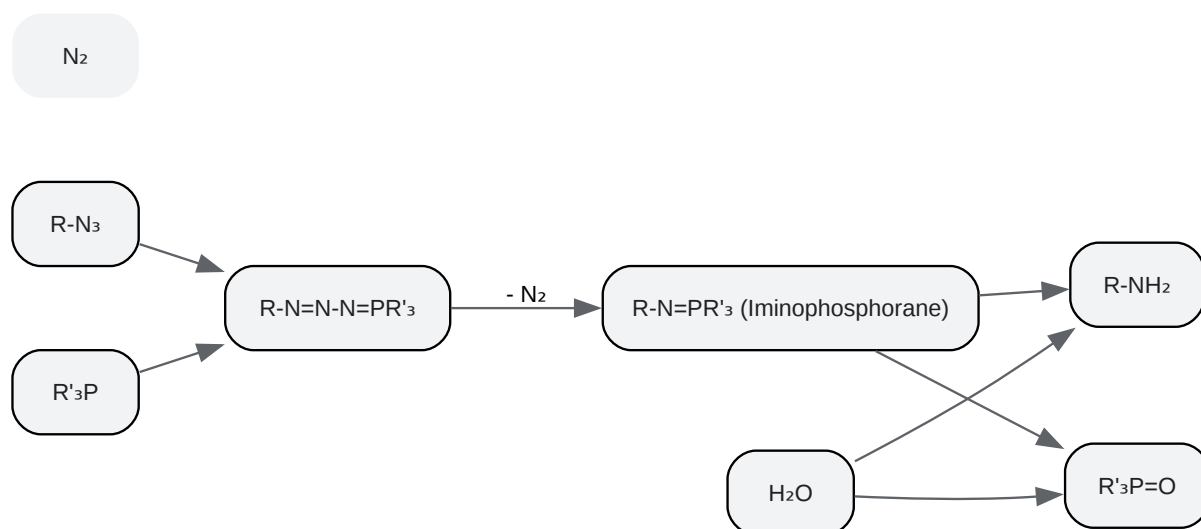 N₂
R-N₃
R'₃P
R-N=N-N=PR'₃
- N₂
R-N=PR'₃ (Iminophosphorane)
H₂O
R-NH₂
R'₃P=O